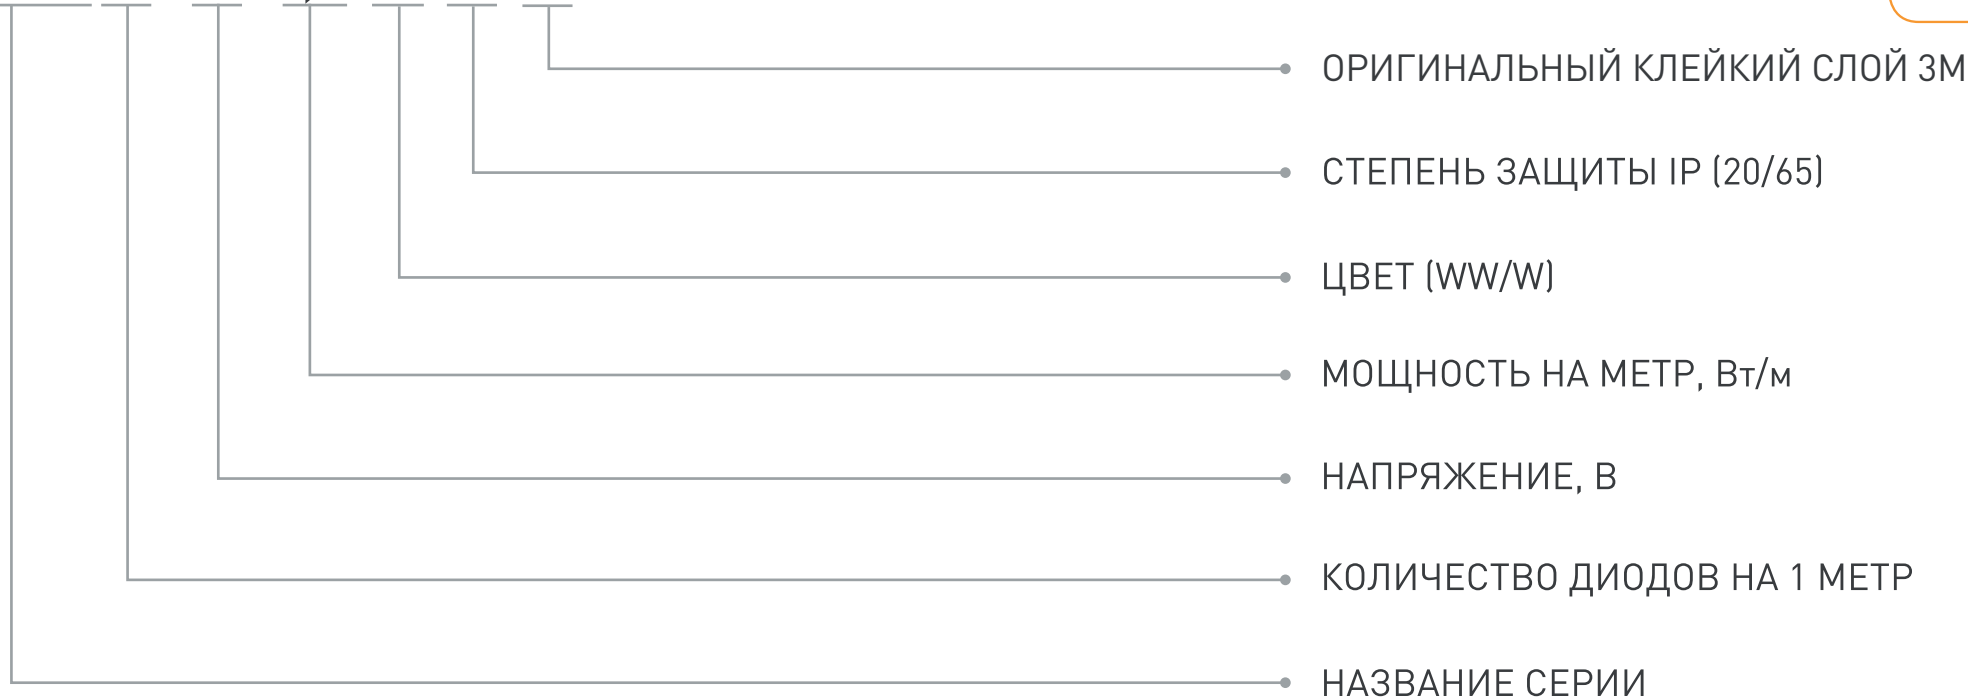 ОРИГИНАЛЬНЫЙ КЛЕЙКИЙ СЛОЙ 3М
СТЕПЕНЬ ЗАЩИТЫ IP (20/65)
ЦВЕТ (WW/W)
МОЩНОСТЬ НА МЕТР, Вт/м
НАПРЯЖЕНИЕ, В
КОЛИЧЕСТВО ДИОДОВ НА 1 МЕТР
НАЗВАНИЕ СЕРИИ